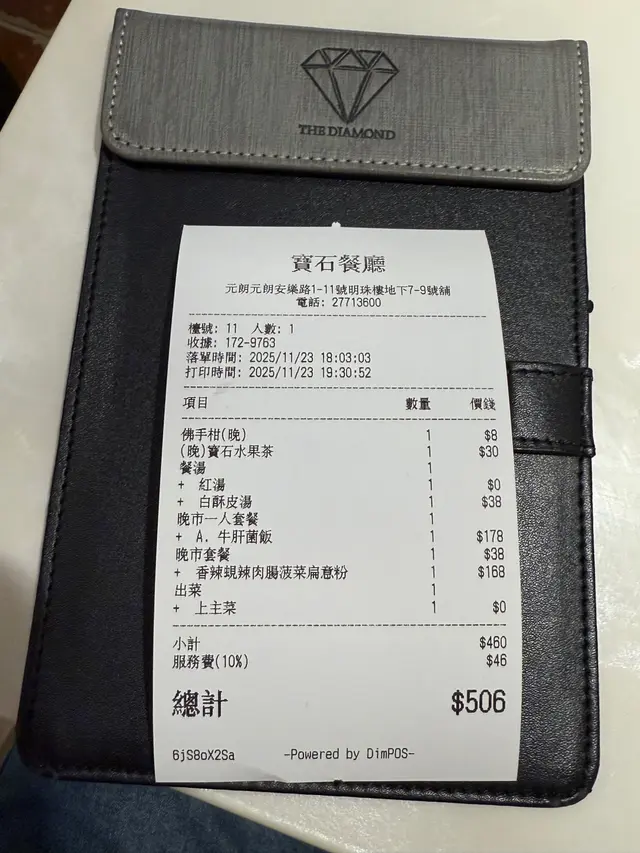 THE DIAMOND
寶石餐廳
元朗元朗安樂路1-11號明珠樓地下7-9號舖
電話: 27713600
檯號: 11 人數: 1
收據: 172-9763
落單時間: 2025/11/23 18:03:03
打印時間: 2025/11/23 19:30:52
項目 數量 價錢
佛手柑(晚) 1 $8
(晚)寶石水果茶 1 $30
餐湯 1
+ 紅湯 1 $0
+ 白酥皮湯 1 $38
晚市一人套餐 1
+ A. 牛肝菌飯 1 $178
晚市套餐 1 $38
+ 香辣蜆辣肉腸菠菜扁意粉 1 $168
出菜 1
+ 上主菜 1 $0
小計 $460
服務費(10%) $46
總計 $506
6jS8oX2Sa -Powered by DimPOS-